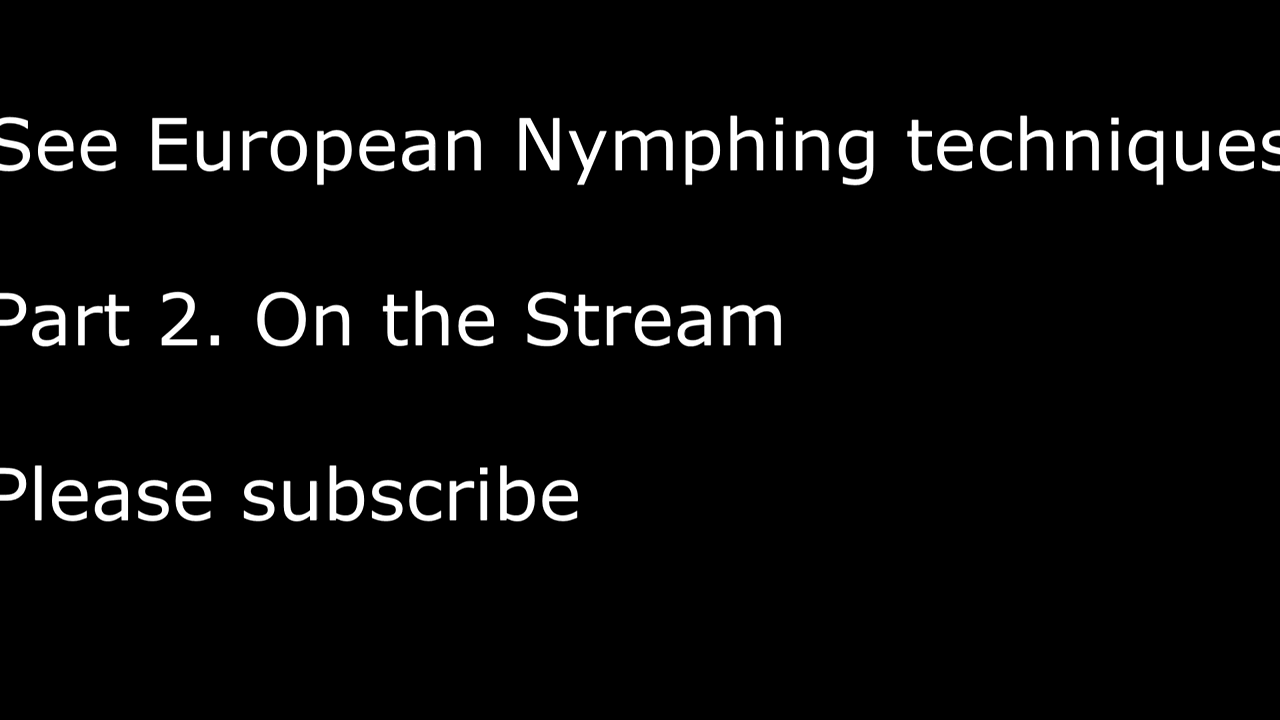 See European Nymphing techniques
Part 2. On the Stream
Please subscribe